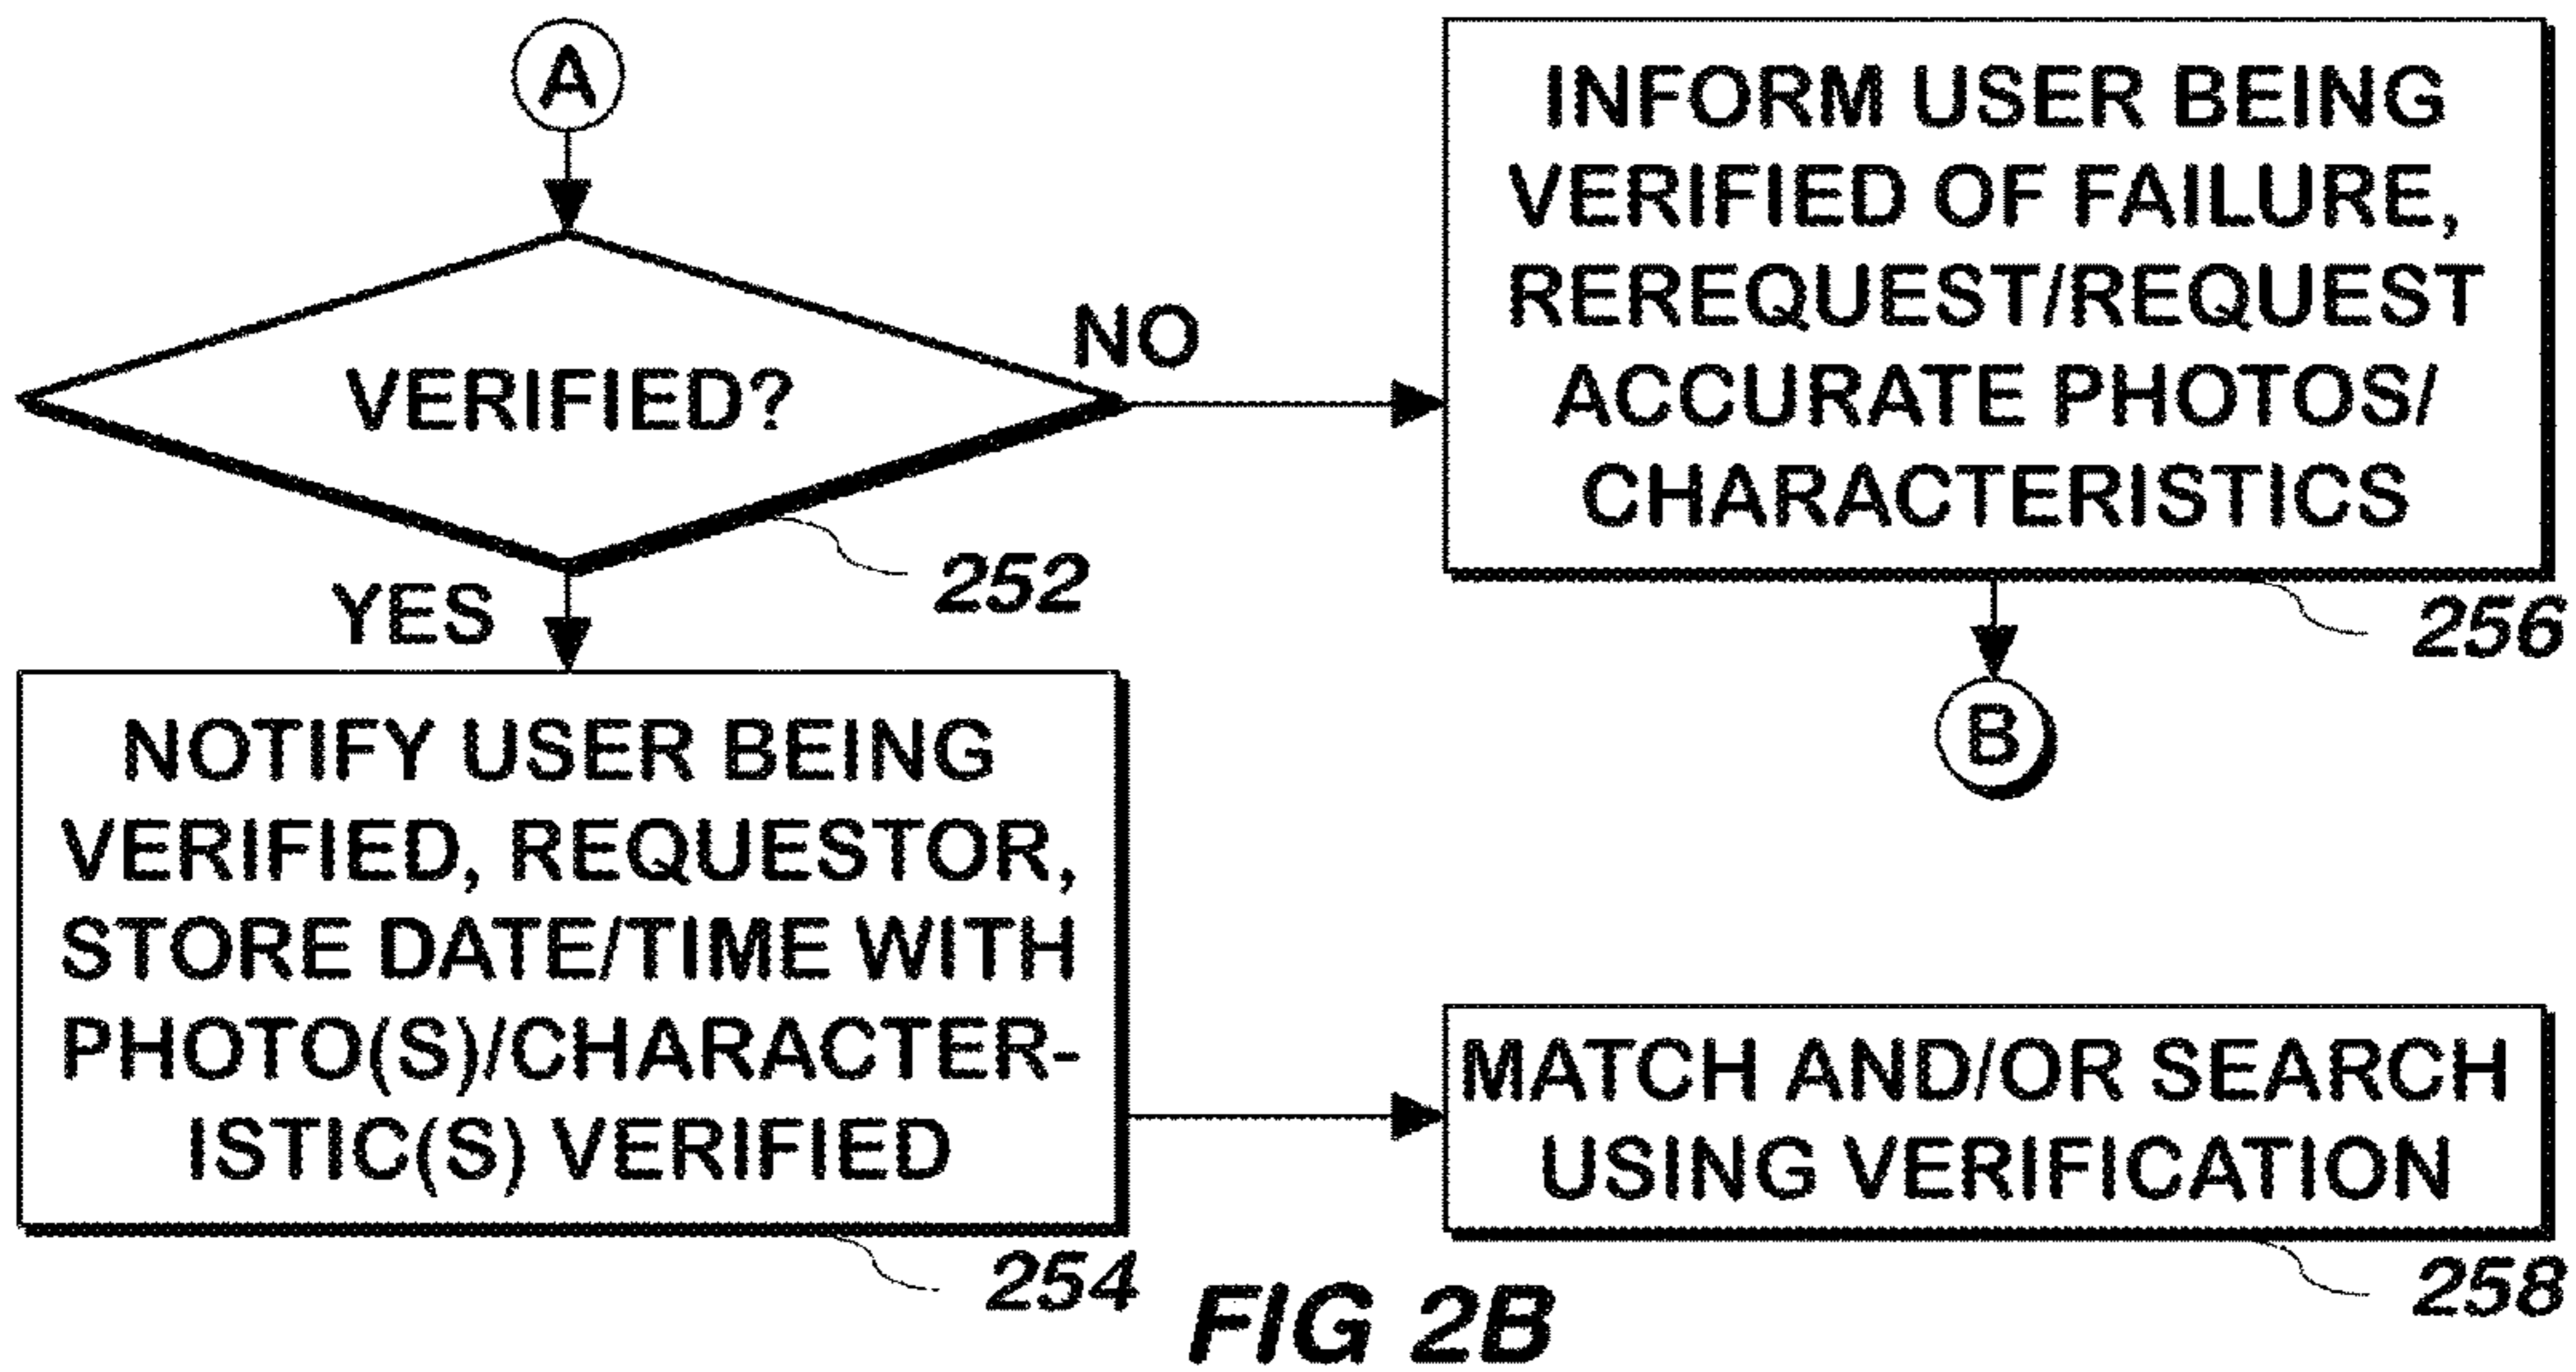 A
VERIFIED?
NO
YES
252
INFORM USER BEING
VERIFIED OF FAILURE,
REREQUEST/REQUEST
ACCURATE PHOTOS/
CHARACTERISTICS
256
B
NOTIFY USER BEING
VERIFIED, REQUESTOR,
STORE DATE/TIME WITH
PHOTO(S)/CHARACTER-
ISTIC(S) VERIFIED
254
MATCH AND/OR SEARCH
USING VERIFICATION
258
FIG 2B